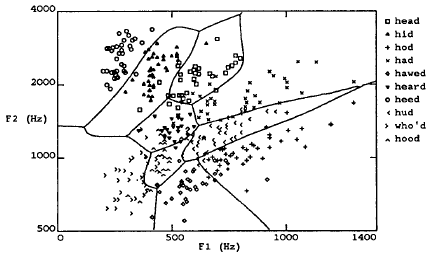 4000
2000
F2 (Hz)
1000
500
0
500
1000
1400
F1 (Hz)
head
hid
hod
had
hawed
heard
heed
hud
who'd
hood